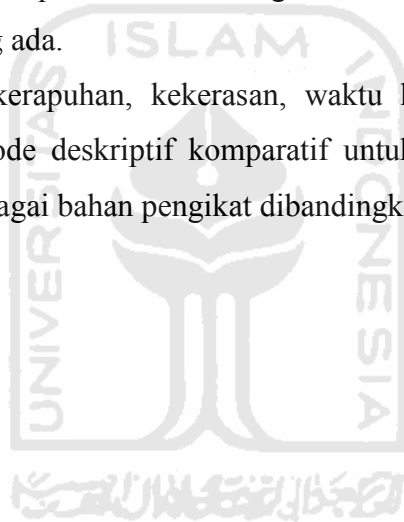 g ada.
ISLAM
kerapuhan, kekerasan, waktu
ode deskriptif komparatif untuk
agai bahan pengikat dibandingk
UNIVERSITAS
INDONESIA